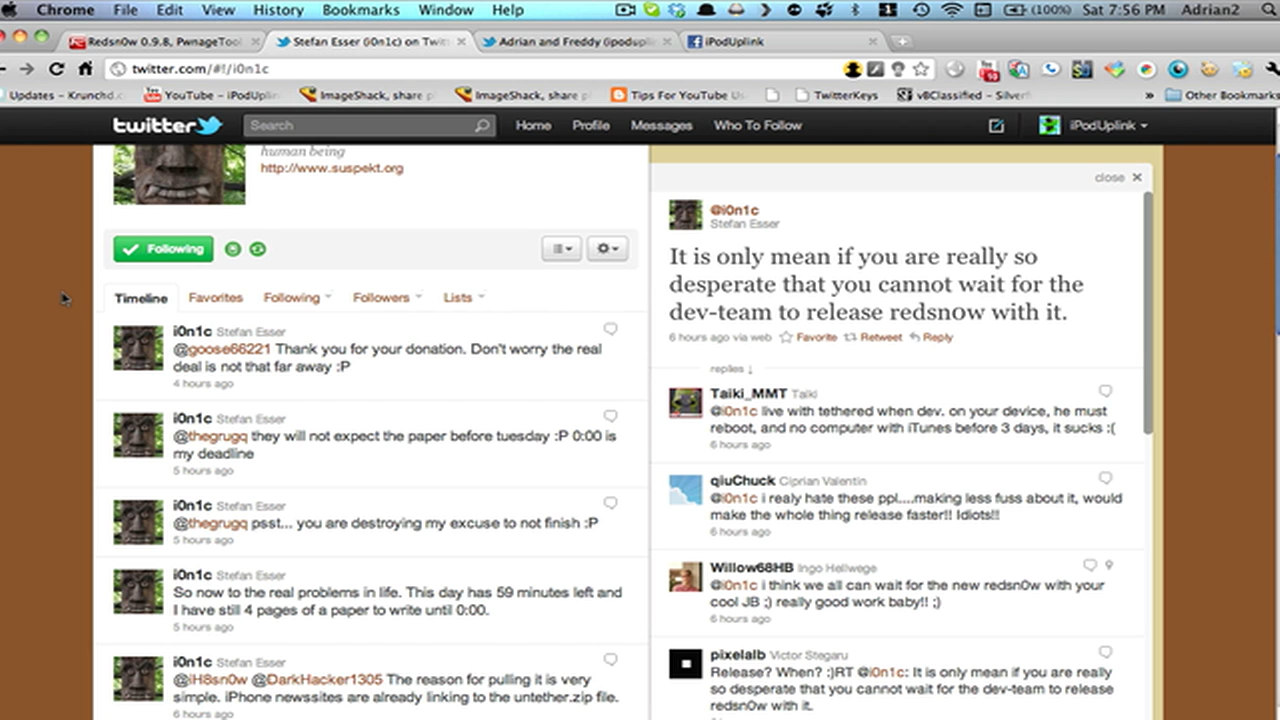 Chrome File Edit View History Bookmarks Window Help (100%) Sat 7:56 PM Adrian2
Redsn0w 0.9.8, PwnageTool Stefan Esser (i0n1c) on Twit Adrian and Freddy (ipoduplin iPodUplink
twitter.com/#!/i0n1c
Updates – Krunchd.c YouTube - iPodUplin ImageShack, share p ImageShack, share p Tips For YouTube Us TwitterKeys vBClassified – Silverf » Other Bookmarks
twitter Search Home Profile Messages Who To Follow iPodUplink
human being
http://www.suspekt.org
Following
Timeline Favorites Following Followers Lists
i0n1c Stefan Esser
@goose66221 Thank you for your donation. Don't worry the real
deal is not that far away :P
4 hours ago
i0n1c Stefan Esser
@thegrugq they will not expect the paper before tuesday :P 0:00 is
my deadline
5 hours ago
i0n1c Stefan Esser
@thegrugq psst... you are destroying my excuse to not finish :P
5 hours ago
i0n1c Stefan Esser
So now to the real problems in life. This day has 59 minutes left and
I have still 4 pages of a paper to write until 0:00.
5 hours ago
i0n1c Stefan Esser
@iH8sn0w @DarkHacker1305 The reason for pulling it is very
simple. iPhone newssites are already linking to the untether.zip file.
6 hours ago
close ×
@i0n1c
Stefan Esser
It is only mean if you are really so
desperate that you cannot wait for the
dev-team to release redsn0w with it.
6 hours ago via web Favorite Retweet Reply
replies ↓
Taiki_MMT Taiki
@i0n1c live with tethered when dev. on your device, he must
reboot, and no computer with iTunes before 3 days, it sucks :(
6 hours ago
qiuChuck Ciprian Valentin
@i0n1c i realy hate these ppl....making less fuss about it, would
make the whole thing release faster!! Idiots!!
6 hours ago
Willow68HB Ingo Hellwege
@i0n1c i think we all can wait for the new redsn0w with your
cool JB ;) really good work baby!! ;)
6 hours ago
pixelalb Victor Stegaru
Release? When? :)RT @i0n1c: It is only mean if you are really
so desperate that you cannot wait for the dev-team to release
redsn0w with it.